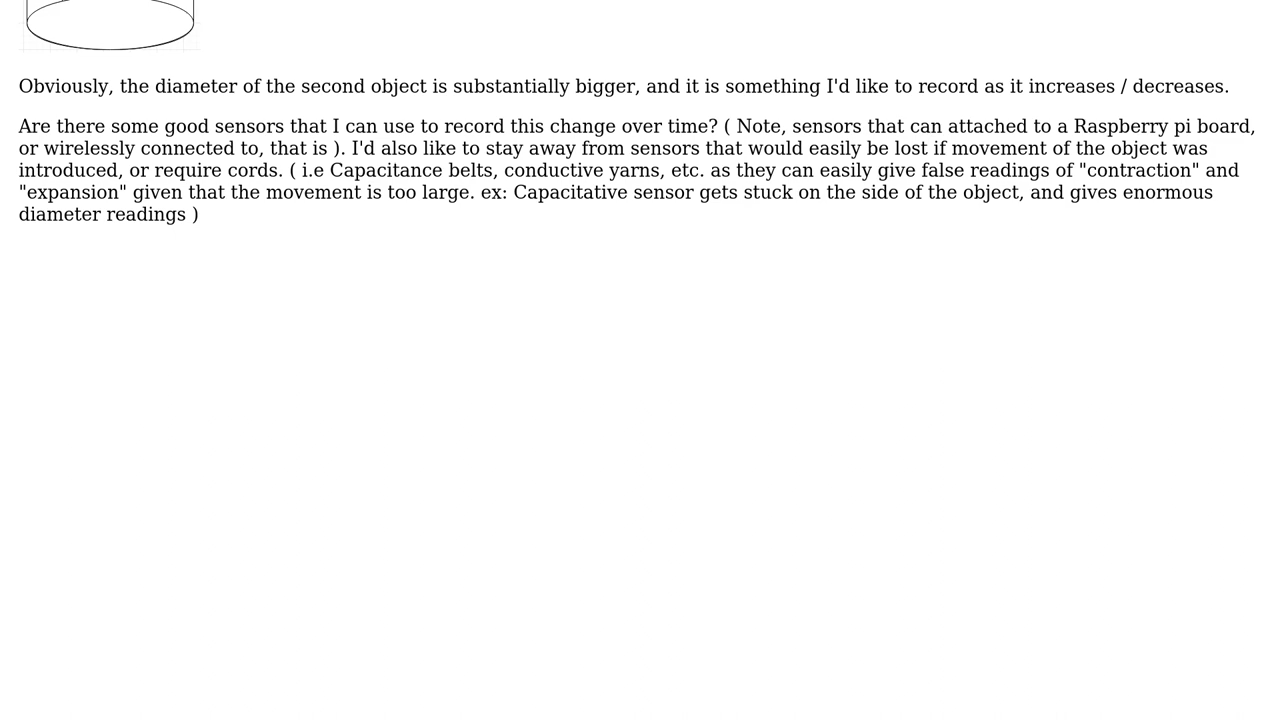 Obviously, the diameter of the second object is substantially bigger, and it is something I'd like to record as it increases / decreases.
Are there some good sensors that I can use to record this change over time? ( Note, sensors that can attached to a Raspberry pi board,
or wirelessly connected to, that is ). I'd also like to stay away from sensors that would easily be lost if movement of the object was
introduced, or require cords. ( i.e Capacitance belts, conductive yarns, etc. as they can easily give false readings of "contraction" and
"expansion" given that the movement is too large. ex: Capacitative sensor gets stuck on the side of the object, and gives enormous
diameter readings )